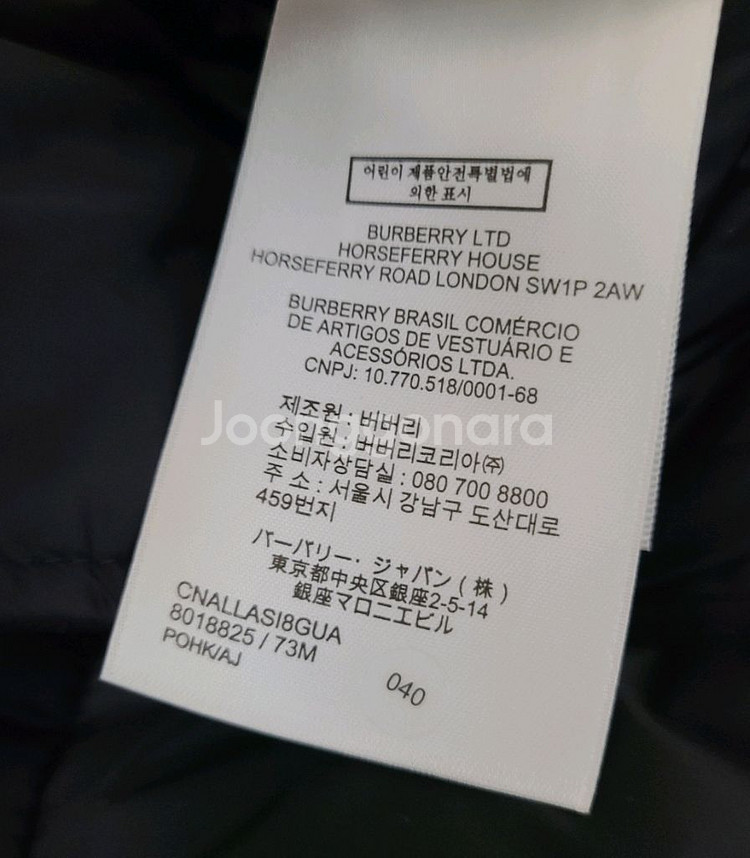 어린이제품안전특별법에
의한 표시
BURBERRY LTD
HORSEFERRY HOUSE
HORSEFERRY ROAD LONDON SW1P 2AW
BURBERRY BRASIL COMÉRCIO
DE ARTIGOS DE VESTUÁRIO E
ACESSÓRIOS LTDA.
CNPJ: 10.770.518/0001-68
제조원 : 버버리
Joonggonara
수입원 : 버버리코리아㈜
소비자상담실 : 080 700 8800
주 소 : 서울시 강남구 도산대로
459번지
バーバリー・ジャパン ( 株 )
東京都中央区銀座2-5-14
銀座マロニエビル
CNALLASI8GUA
8018825 / 73M
POHK/AJ
040